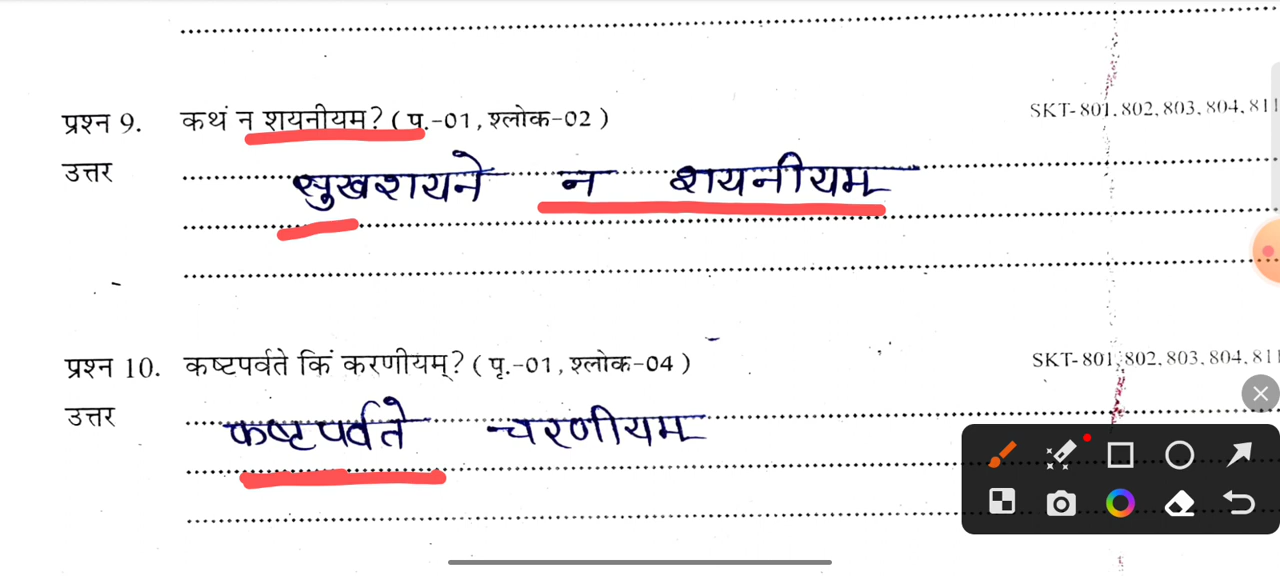 प्रश्न 9. कथं न शयनीयम? ( पृ.-01, श्लोक-02 ) SKT-801, 802, 803, 804, 811
उत्तर सुखशयने न शयनीयम
प्रश्न 10. कष्टपर्वते किं करणीयम्? ( पृ.-01, श्लोक-04 ) SKT-801, 802, 803, 804, 811
उत्तर कष्टपर्वते चरणीयम